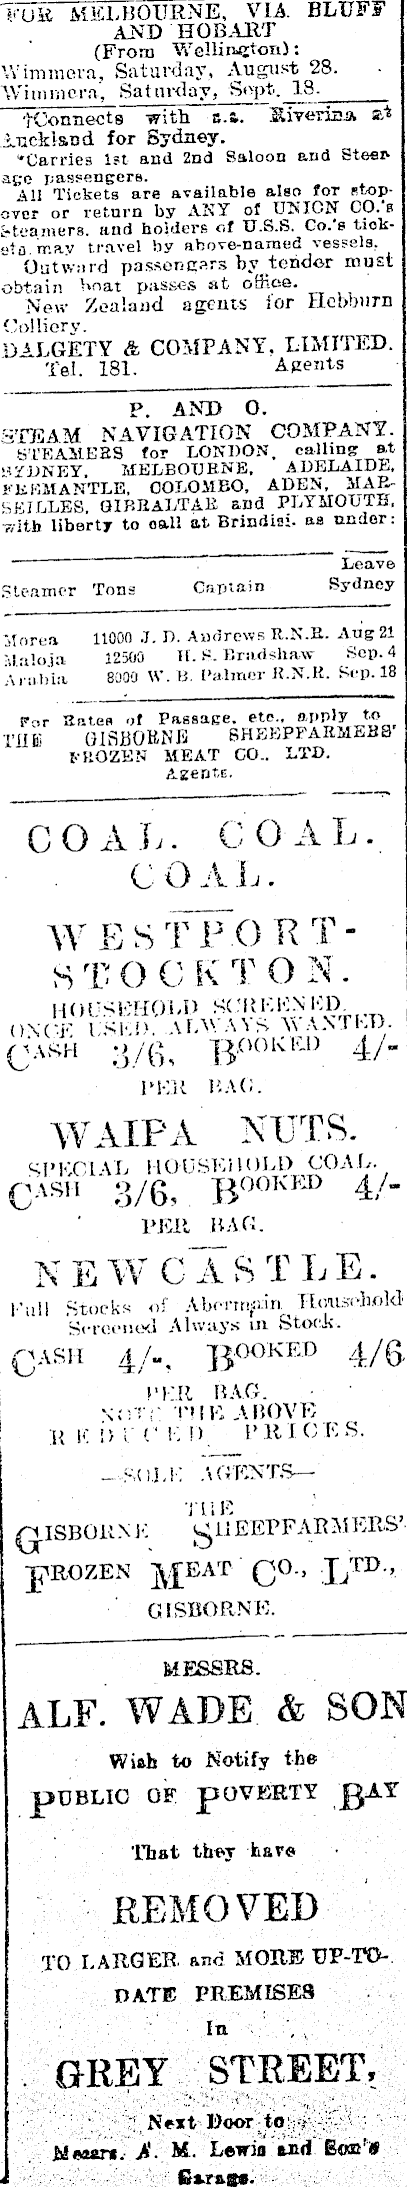 FOR MELBOURNE, VIA BLUFF
AND HOBART
(From Wellington):
Wimmera, Saturday, August 28.
Wimmera, Saturday, Sept. 18.
†Connects with s.s. Riverina at
Auckland for Sydney.
*Carries 1st and 2nd Saloon and Steer-
age passengers.
All Tickets are available also for stop-
over or return by ANY of UNION CO.'s
Steamers, and holders of U.S.S. Co.'s tick-
ets may travel by above-named vessels.
Outward passengers by tender must
obtain boat passes at office.
New Zealand agents for Hebburn
Colliery.
DALGETY & COMPANY, LIMITED.
Tel. 181. Agents
P. AND O.
STEAM NAVIGATION COMPANY.
STEAMERS for LONDON, calling at
SYDNEY, MELBOURNE, ADELAIDE,
FREMANTLE, COLOMBO, ADEN, MAR-
SEILLES, GIBRALTAR and PLYMOUTH,
with liberty to call at Brindisi, as under:
Leave
Steamer Tons Captain Sydney
Morea 11000 J. D. Andrews R.N.R. Aug 21
Maloja 12500 H. S. Bradshaw Sep. 4
Arabia 8000 W. B. Palmer R.N.R. Sep. 18
For Rates of Passage, etc., apply to
THE GISBORNE SHEEPFARMERS'
FROZEN MEAT CO., LTD.
Agents.
COAL. COAL.
COAL.
WESTPORT-
STOCKTON.
HOUSEHOLD SCREENED.
ONCE USED, ALWAYS WANTED.
CASH 3/6, BOOKED 4/-
PER BAG.
WAIPA NUTS.
SPECIAL HOUSEHOLD COAL.
CASH 3/6, BOOKED 4/-
PER BAG.
NEWCASTLE.
Full Stocks of Abermain Household
Screened Always in Stock.
CASH 4/-, BOOKED 4/6
PER BAG.
NOTE THE ABOVE
REDUCED PRICES.
—SOLE AGENTS—
THE
GISBORNE SHEEPFARMERS'
FROZEN MEAT CO., LTD.,
GISBORNE.
MESSRS.
ALF. WADE & SON
Wish to Notify the
PUBLIC OF POVERTY BAY
That they have
REMOVED
TO LARGER and MORE UP-TO-
DATE PREMISES
In
GREY STREET,
Next Door to
Messrs. A. M. Lewis and Son's
Garage.